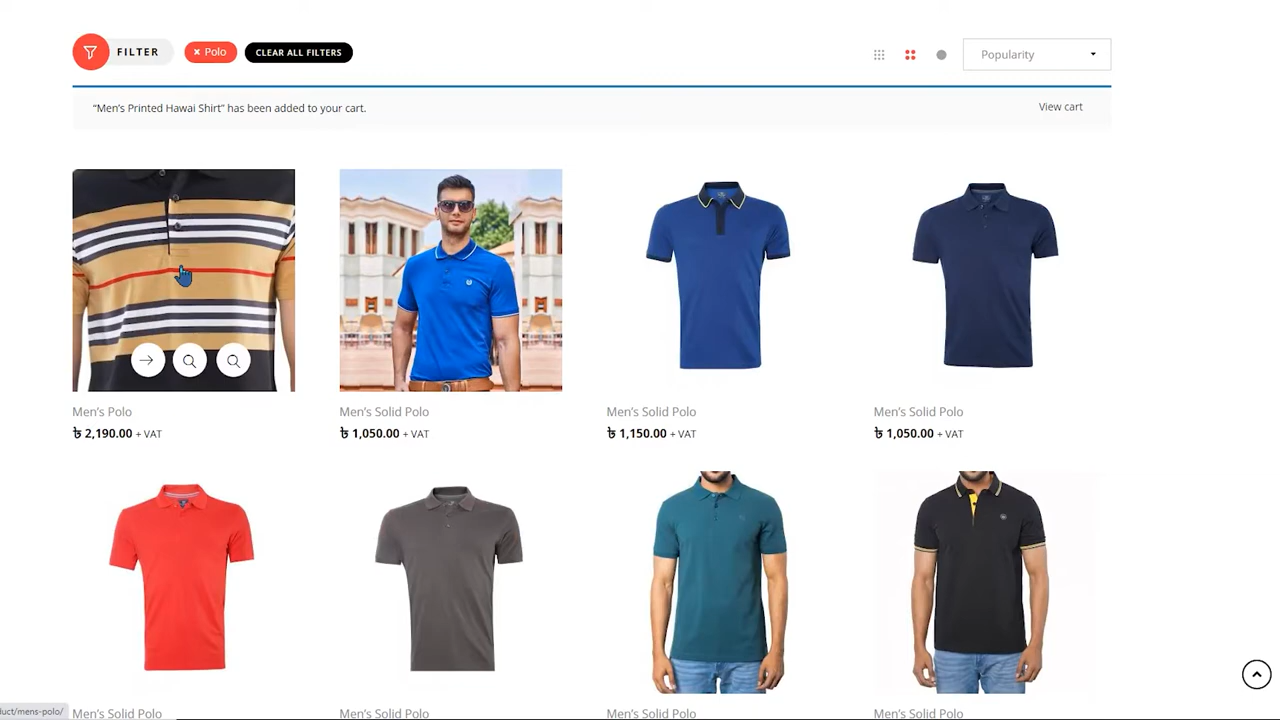 FILTER
× Polo
CLEAR ALL FILTERS
Popularity
“Men’s Printed Hawai Shirt” has been added to your cart.
View cart
Men’s Polo
Men’s Solid Polo
Men’s Solid Polo
Men’s Solid Polo
৳ 2,190.00 + VAT
৳ 1,050.00 + VAT
৳ 1,150.00 + VAT
৳ 1,050.00 + VAT
duct/mens-polo/
Men’s Solid Polo
Men’s Solid Polo
Men’s Solid Polo
Men’s Solid Polo